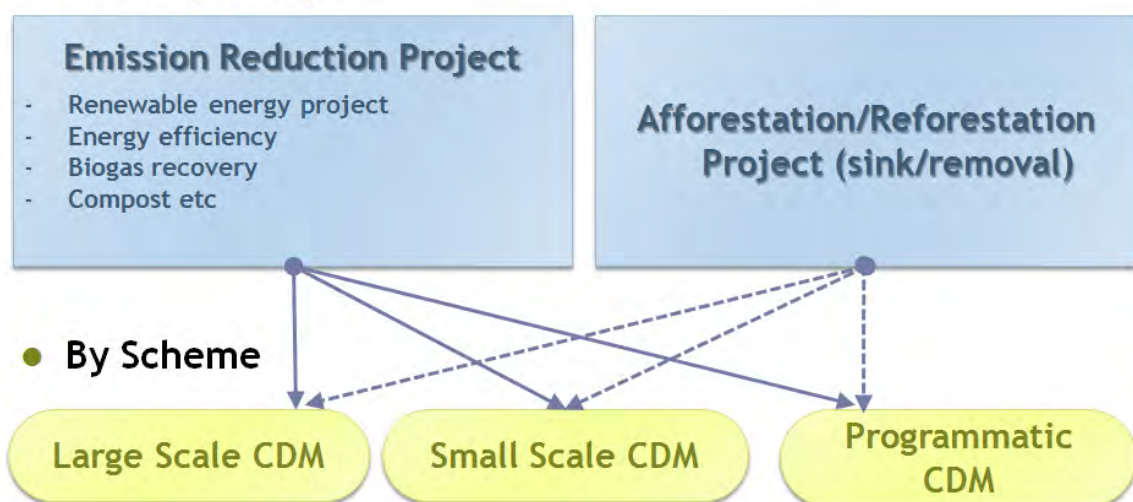 Emission Reduction Project
- Renewable energy project
- Energy efficiency
- Biogas recovery
- Compost etc
Afforestation/Reforestation
Project (sink/removal)
● By Scheme
Large Scale CDM
Small Scale CDM
Programmatic
CDM